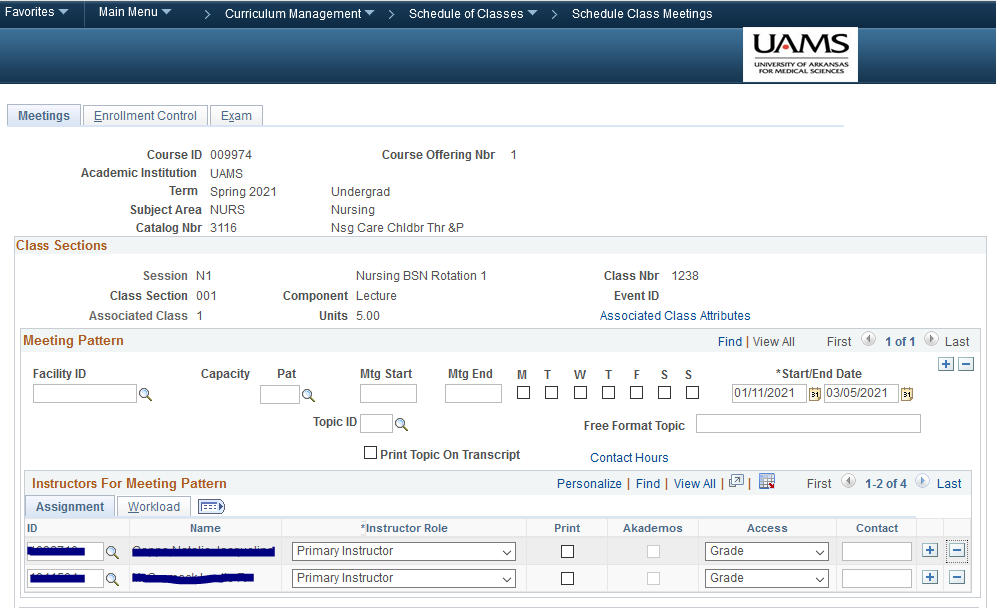 Favorites Main Menu > Curriculum Management > Schedule of Classes > Schedule Class Meetings
UAMS
UNIVERSITY OF ARKANSAS
FOR MEDICAL SCIENCES
Meetings Enrollment Control Exam
Course ID 009974 Course Offering Nbr 1
Academic Institution UAMS
Term Spring 2021 Undergrad
Subject Area NURS Nursing
Catalog Nbr 3116 Nsg Care Chldbr Thr &P
Class Sections
Session N1 Nursing BSN Rotation 1 Class Nbr 1238
Class Section 001 Component Lecture Event ID
Associated Class 1 Units 5.00 Associated Class Attributes
Meeting Pattern Find | View All First 1 of 1 Last
Facility ID Capacity Pat Mtg Start Mtg End M T W T F S S *Start/End Date
01/11/2021 31 03/05/2021 31
Topic ID Free Format Topic
Print Topic On Transcript Contact Hours
Instructors For Meeting Pattern Personalize | Find | View All | | First 1-2 of 4 Last
Assignment Workload
ID Name *Instructor Role Print Akademos Access Contact
Primary Instructor Grade
Primary Instructor Grade